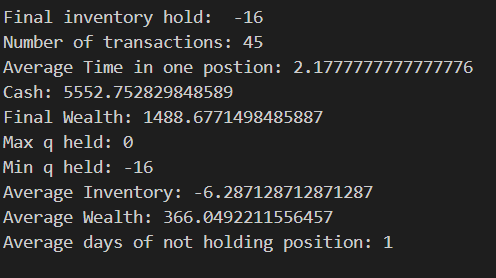 Final inventory hold:  -16
Number of transactions: 45
Average Time in one postion: 2.1777777777777776
Cash: 5552.752829848589
Final Wealth: 1488.6771498485887
Max q held: 0
Min q held: -16
Average Inventory: -6.287128712871287
Average Wealth: 366.0492211556457
Average days of not holding position: 1